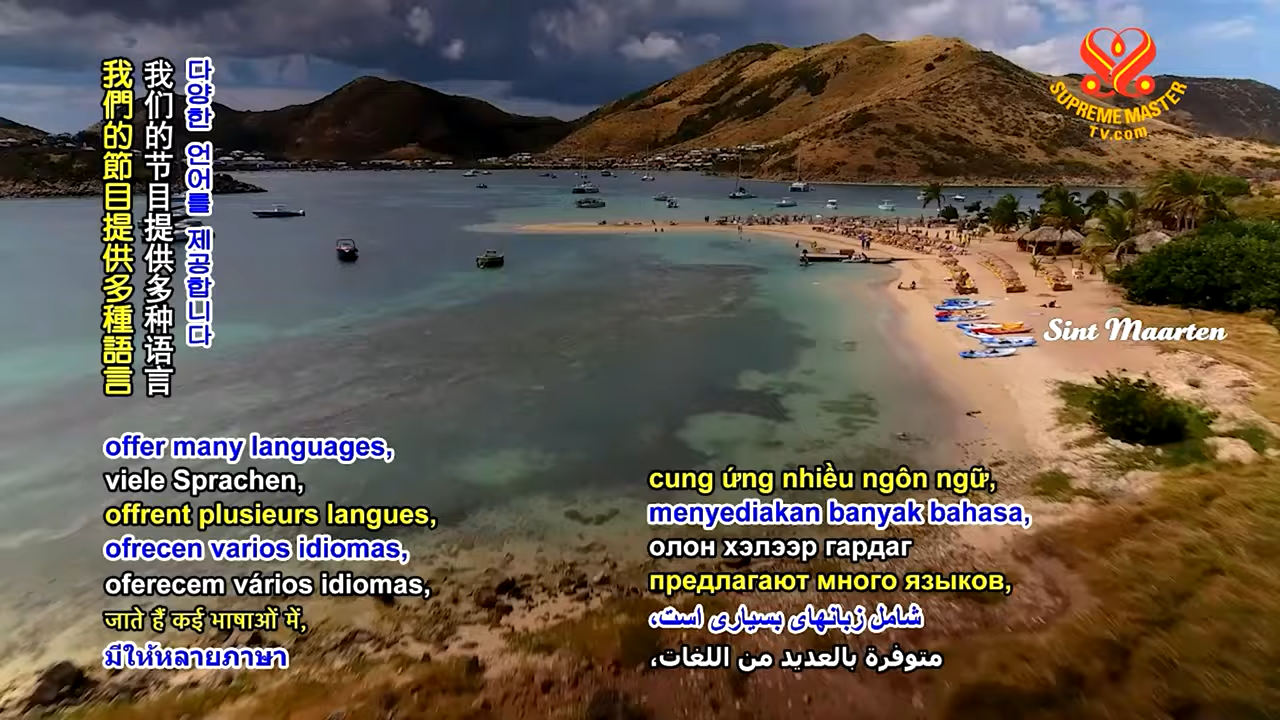 我們的節目提供多種語言
我们的节目提供多种语言
다양한 언어를 제공합니다
SUPREME MASTER
TV.com
Sint Maarten
offer many languages,
viele Sprachen,
offrent plusieurs langues,
ofrecen varios idiomas,
oferecem vários idiomas,
जाते हैं कई भाषाओं में,
มีให้หลายภาษา
cung ứng nhiều ngôn ngữ,
menyediakan banyak bahasa,
олон хэлээр гардаг
предлагают много языков,
شامل زبانهای بسیاری است،
متوفرة بالعديد من اللغات،